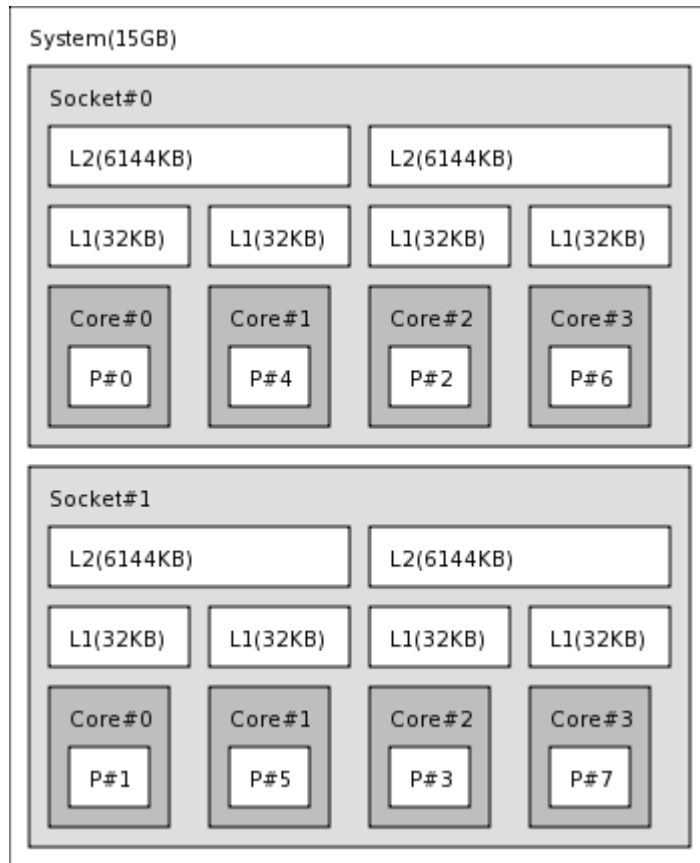 System(15GB)
Socket#0
L2(6144KB) L2(6144KB)
L1(32KB) L1(32KB) L1(32KB) L1(32KB)
Core#0 Core#1 Core#2 Core#3
P#0 P#4 P#2 P#6
Socket#1
L2(6144KB) L2(6144KB)
L1(32KB) L1(32KB) L1(32KB) L1(32KB)
Core#0 Core#1 Core#2 Core#3
P#1 P#5 P#3 P#7